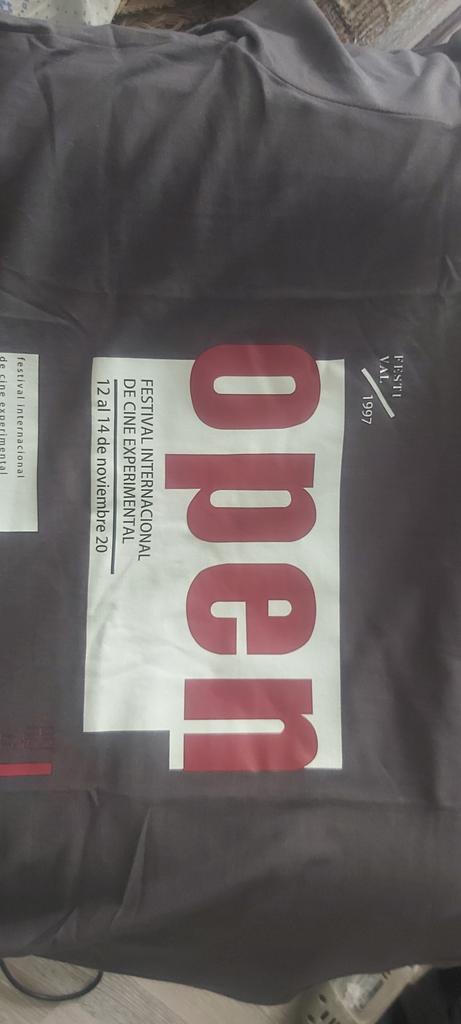 FESTI
VAL
1997
open
FESTIVAL INTERNACIONAL
DE CINE EXPERIMENTAL
12 al 14 de noviembre 20
festival internacional
de cine experimental